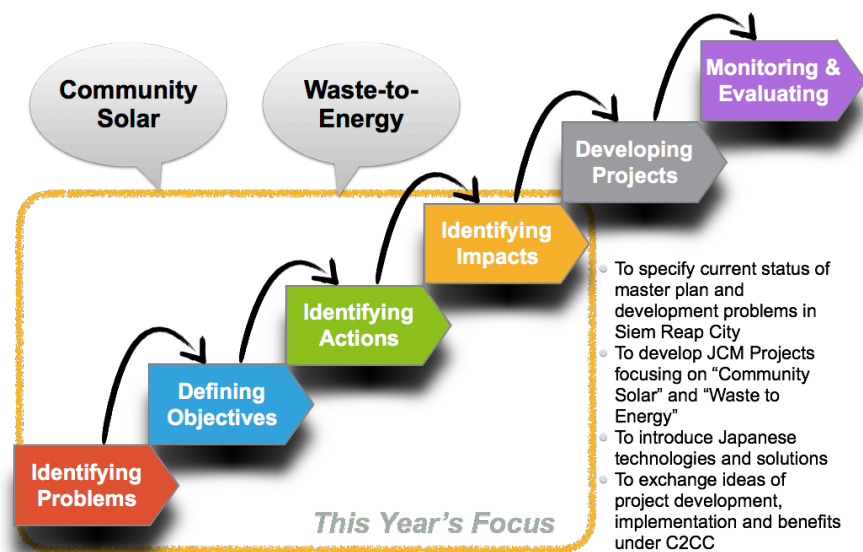 Community
Solar
Waste-to-
Energy
Monitoring &
Evaluating
Developing
Projects
Identifying
Impacts
Identifying
Actions
Defining
Objectives
Identifying
Problems
This Year's Focus
To specify current status of
master plan and
development problems in
Siem Reap City
To develop JCM Projects
focusing on “Community
Solar” and “Waste to
Energy”
To introduce Japanese
technologies and solutions
To exchange ideas of
project development,
implementation and benefits
under C2CC